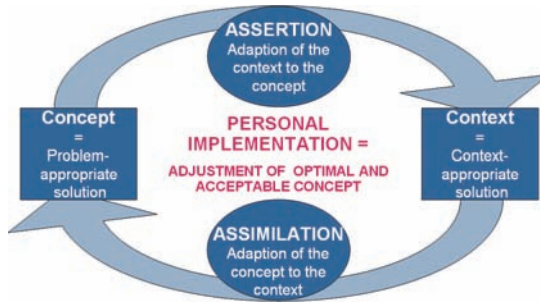 ASSERTION
Adaption of the
context to the
concept
Concept
=
Problem-
appropriate
solution
PERSONAL
IMPLEMENTATION =
ADJUSTMENT OF OPTIMAL AND
ACCEPTABLE CONCEPT
Context
=
Context-
appropriate
solution
ASSIMILATION
Adaption of the
concept to the
context